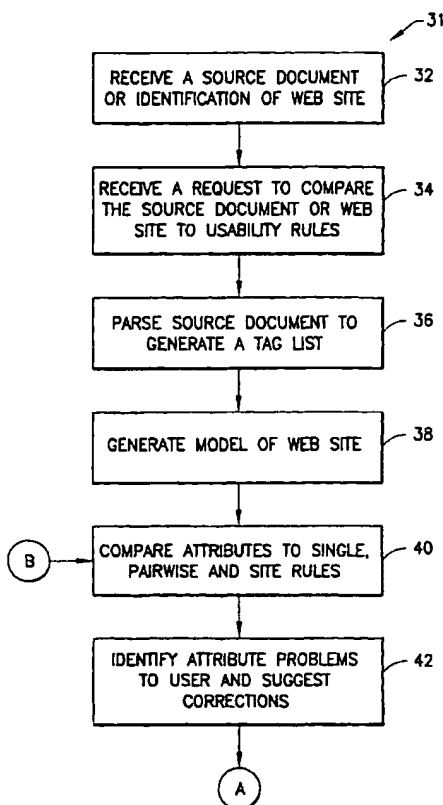 31
RECEIVE A SOURCE DOCUMENT
OR IDENTIFICATION OF WEB SITE
32
RECEIVE A REQUEST TO COMPARE
THE SOURCE DOCUMENT OR WEB
SITE TO USABILITY RULES
34
PARSE SOURCE DOCUMENT TO
GENERATE A TAG LIST
36
GENERATE MODEL OF WEB SITE
38
B
COMPARE ATTRIBUTES TO SINGLE,
PAIRWISE AND SITE RULES
40
IDENTIFY ATTRIBUTE PROBLEMS
TO USER AND SUGGEST
CORRECTIONS
42
A